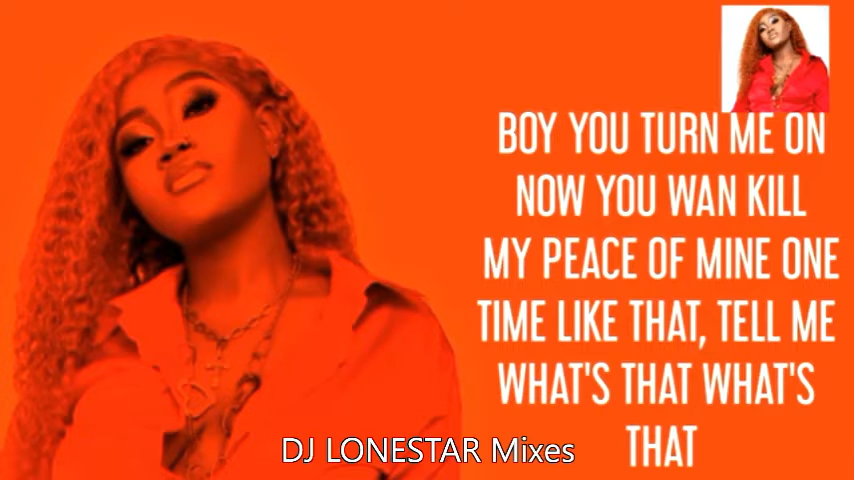 BOY YOU TURN ME ON
NOW YOU WAN KILL
MY PEACE OF MINE ONE
TIME LIKE THAT, TELL ME
WHAT'S THAT WHAT'S
THAT
DJ LONESTAR Mixes